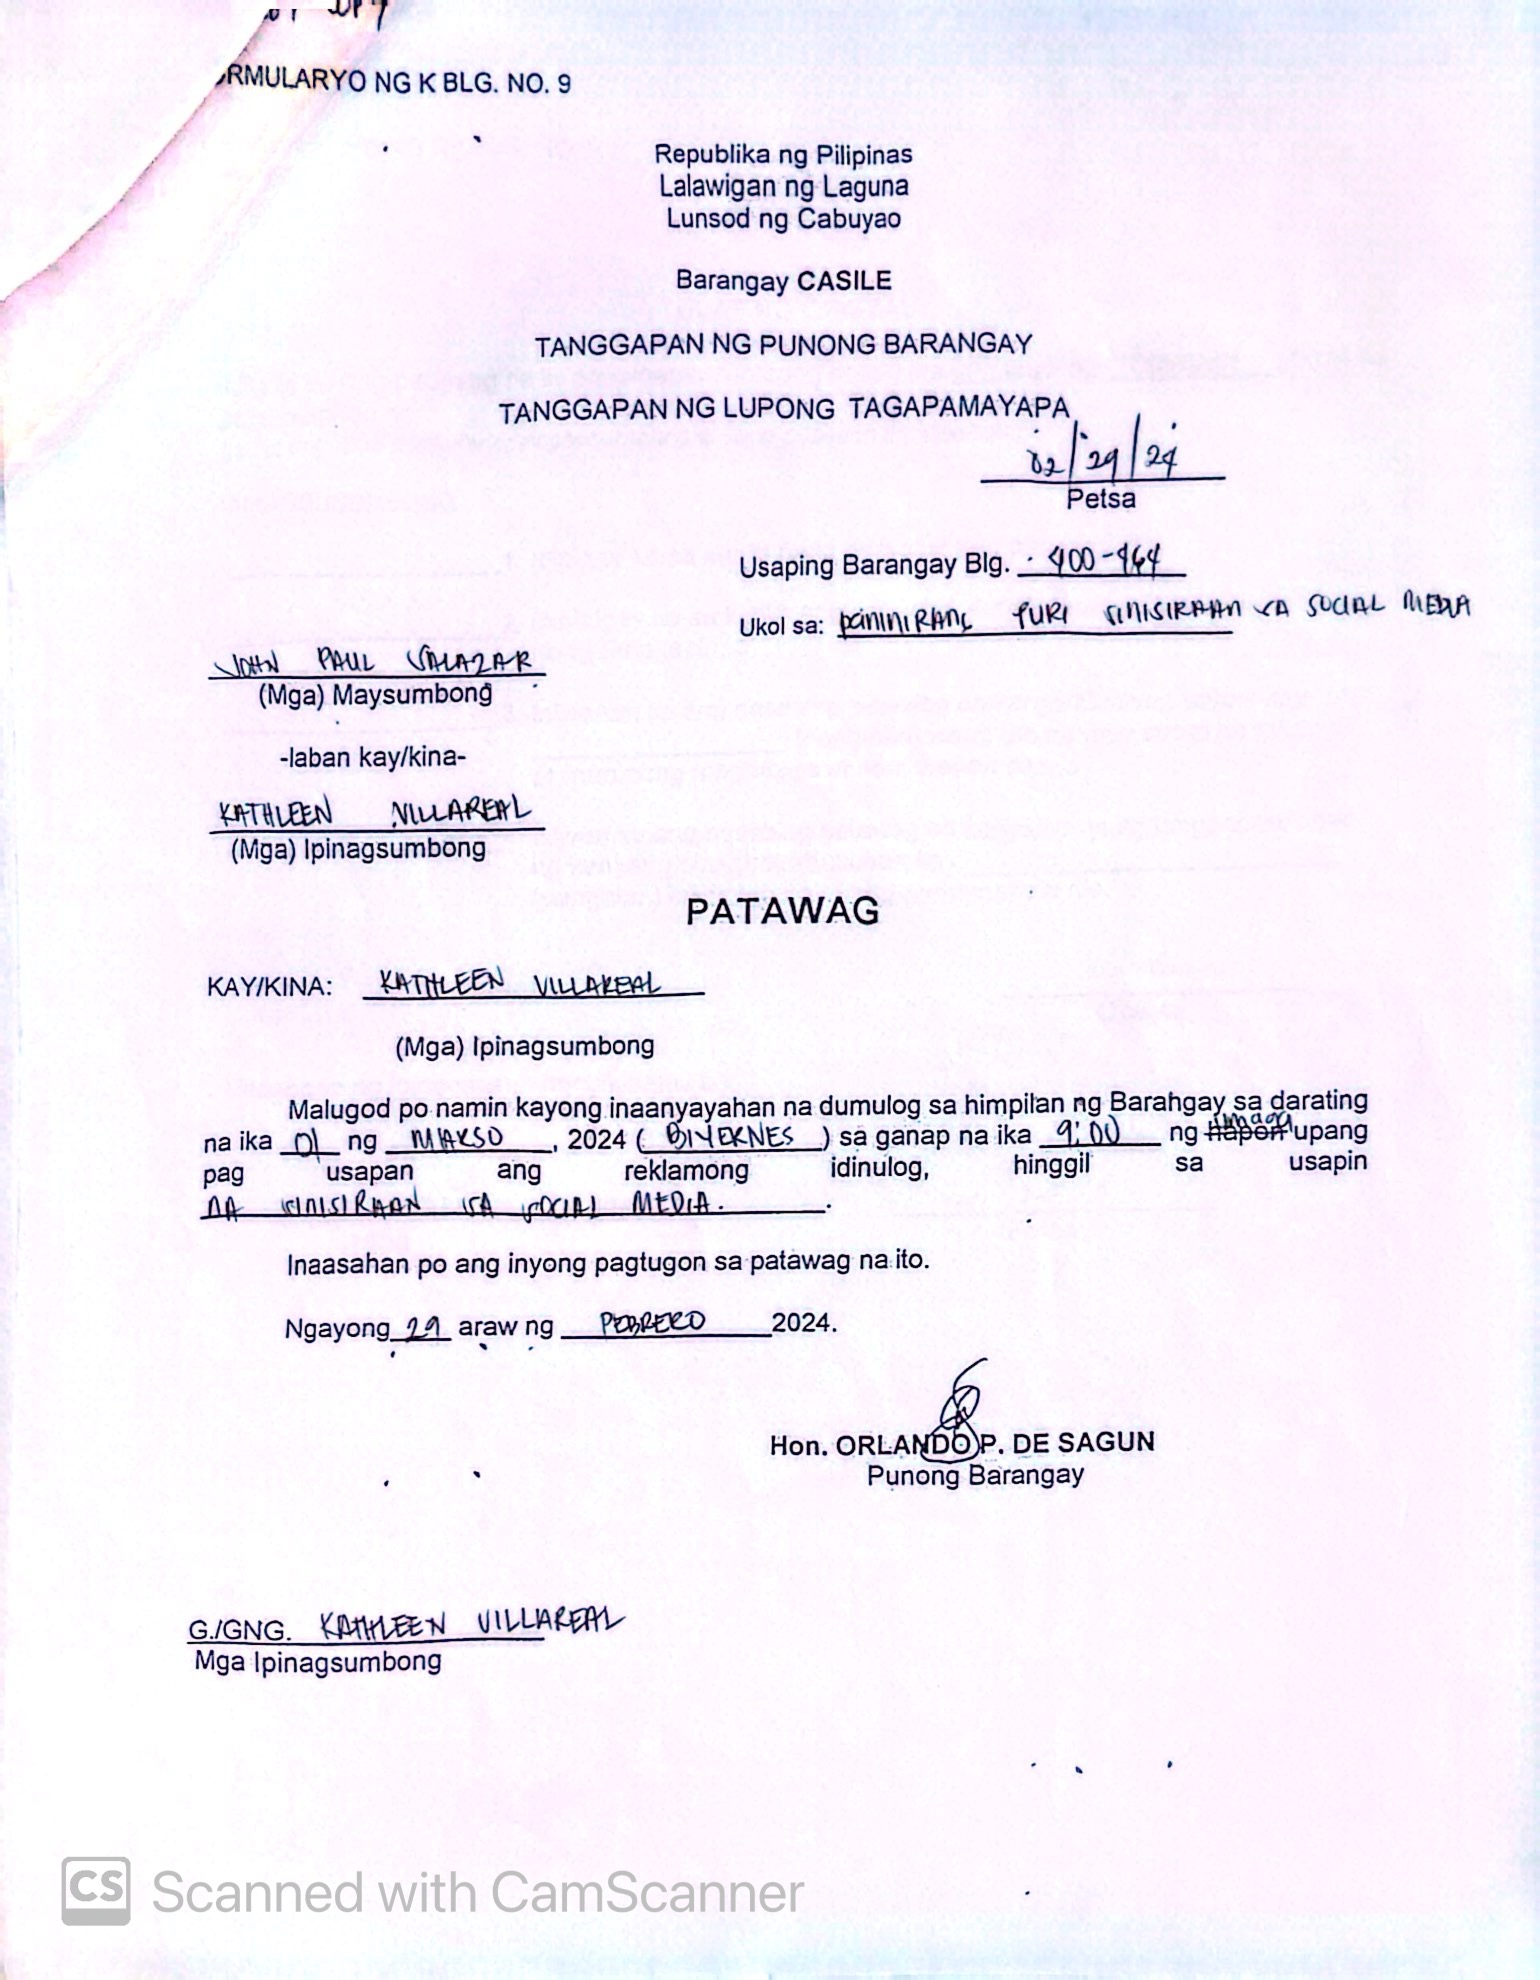 RMULARYO NG K BLG. NO. 9
Republika ng Pilipinas
Lalawigan ng Laguna
Lunsod ng Cabuyao
Barangay CASILE
TANGGAPAN NG PUNONG BARANGAY
TANGGAPAN NG LUPONG TAGAPAMAYAPA
02/29/24
Petsa
Usaping Barangay Blg. 400-464
Ukol sa: PURI SINISIRAAN SA SOCIAL MEDIA
JOHN PAUL SALAZAR
(Mga) Maysumbong
-laban kay/kina-
KATHLEEN VILLAREAL
(Mga) Ipinagsumbong
PATAWAG
KAY/KINA: KATHLEEN VILLAREAL
(Mga) Ipinagsumbong
Malugod po namin kayong inaanyayahan na dumulog sa himpilan ng Barahgay sa darating
na ika 01 ng MARSO, 2024 ( BIYERNES ) sa ganap na ika 9:00 ng hapon umaga upang
pag usapan ang reklamong idinulog, hinggil sa usapin
NA SINISIRAAN SA SOCIAL MEDIA.
Inaasahan po ang inyong pagtugon sa patawag na ito.
Ngayong 29 araw ng PEBRERO 2024.
Hon. ORLANDO P. DE SAGUN
Punong Barangay
G./GNG. KATHLEEN VILLAREAL
Mga Ipinagsumbong
CS Scanned with CamScanner